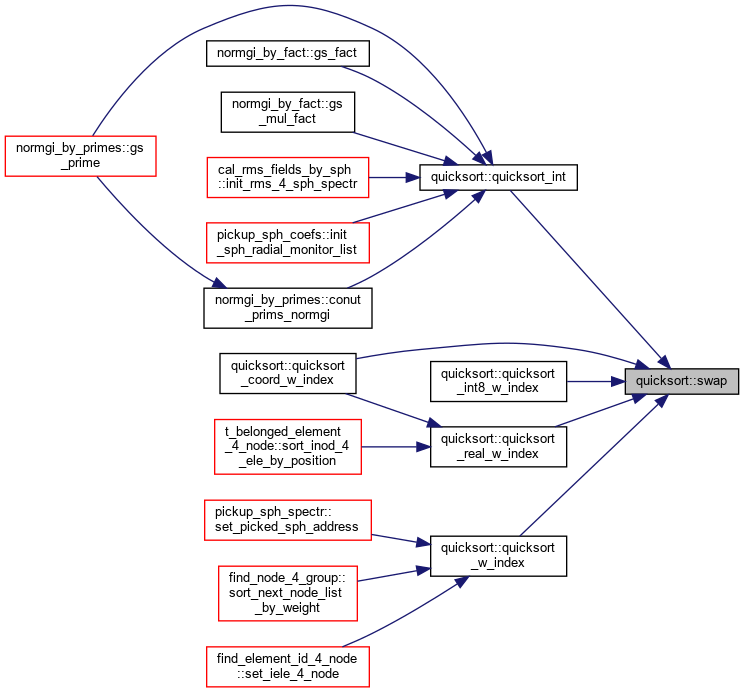 normgi_by_fact::gs_fact
normgi_by_fact::gs
_mul_fact
normgi_by_primes::gs
_prime
cal_rms_fields_by_sph
::init_rms_4_sph_spectr
quicksort::quicksort_int
pickup_sph_coefs::init
_sph_radial_monitor_list
normgi_by_primes::conut
_prims_normgi
quicksort::quicksort
_coord_w_index
quicksort::quicksort
_int8_w_index
quicksort::swap
t_belonged_element
_4_node::sort_inod_4
_ele_by_position
quicksort::quicksort
_real_w_index
pickup_sph_spectr::
set_picked_sph_address
quicksort::quicksort
_w_index
find_node_4_group::
sort_next_node_list
_by_weight
find_element_id_4_node
::set_iele_4_node